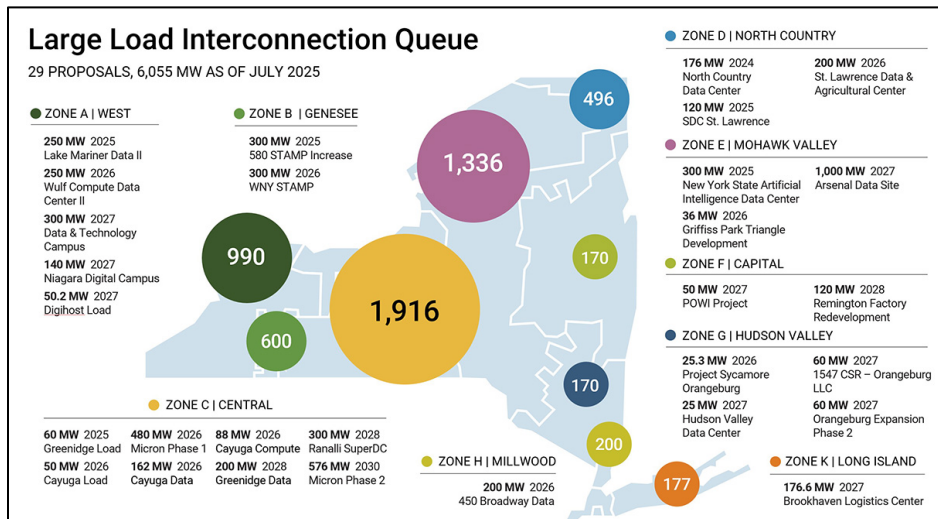 Large Load Interconnection Queue
29 PROPOSALS, 6,055 MW AS OF JULY 2025
ZONE A | WEST
250 MW 2025
Lake Mariner Data II
250 MW 2026
Wulf Compute Data
Center II
300 MW 2027
Data & Technology
Campus
140 MW 2027
Niagara Digital Campus
50.2 MW 2027
Digihost Load
ZONE B | GENESEE
300 MW 2025
580 STAMP Increase
300 MW 2026
WNY STAMP
990
600
1,916
1,336
496
170
170
200
177
ZONE C | CENTRAL
60 MW 2025
Greenidge Load
50 MW 2026
Cayuga Load
480 MW 2026
Micron Phase 1
162 MW 2026
Cayuga Data
88 MW 2026
Cayuga Compute
200 MW 2028
Greenidge Data
300 MW 2028
Ranalli SuperDC
576 MW 2030
Micron Phase 2
ZONE D | NORTH COUNTRY
176 MW 2024
North Country
Data Center
120 MW 2025
SDC St. Lawrence
200 MW 2026
St. Lawrence Data &
Agricultural Center
ZONE E | MOHAWK VALLEY
300 MW 2025
New York State Artificial
Intelligence Data Center
36 MW 2026
Griffiss Park Triangle
Development
1,000 MW 2027
Arsenal Data Site
ZONE F | CAPITAL
50 MW 2027
POWI Project
120 MW 2028
Remington Factory
Redevelopment
ZONE G | HUDSON VALLEY
25.3 MW 2026
Project Sycamore
Orangeburg
25 MW 2027
Hudson Valley
Data Center
60 MW 2027
1547 CSR – Orangeburg
LLC
60 MW 2027
Orangeburg Expansion
Phase 2
ZONE H | MILLWOOD
200 MW 2026
450 Broadway Data
ZONE K | LONG ISLAND
176.6 MW 2027
Brookhaven Logistics Center